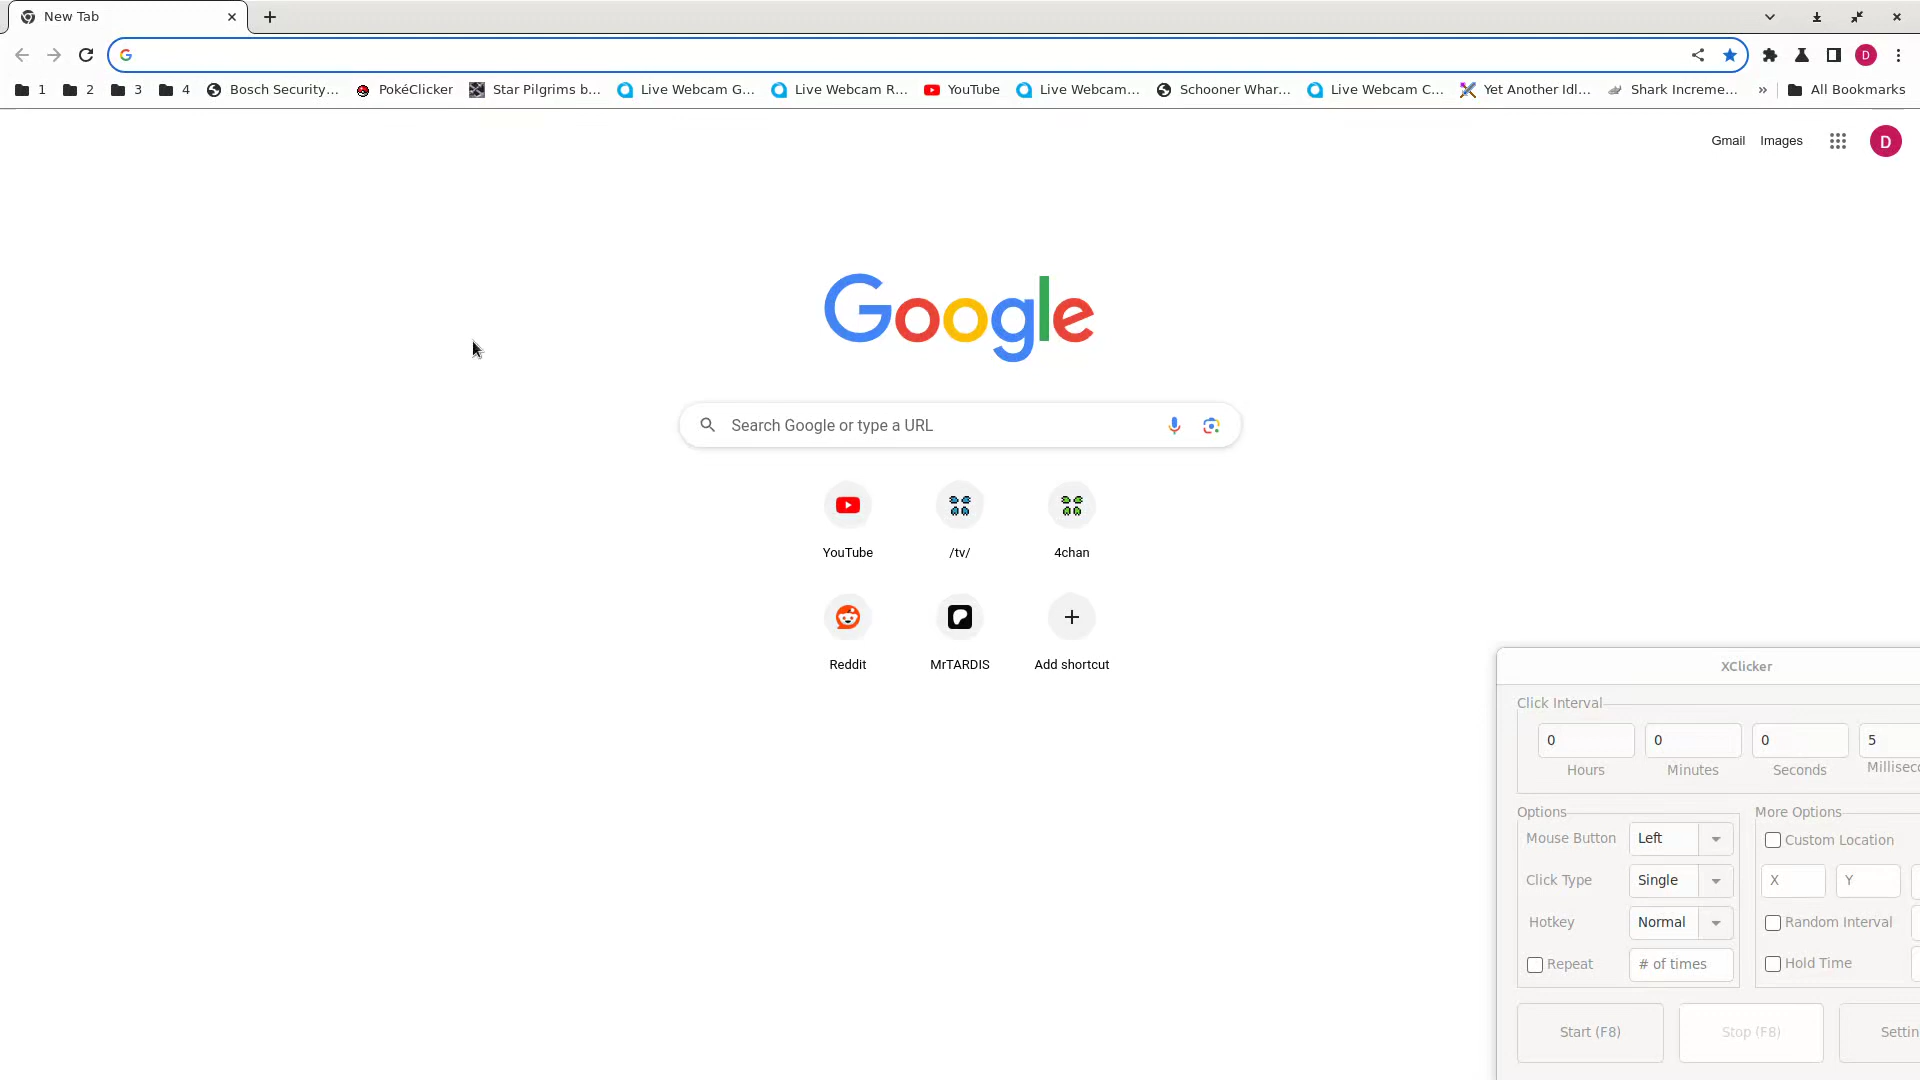 New Tab
1 2 3 4 Bosch Security... PokéClicker Star Pilgrims b... Live Webcam G... Live Webcam R... YouTube Live Webcam... Schooner Whar... Live Webcam C... Yet Another Idl... Shark Increme... » All Bookmarks
Gmail Images D
Google
Search Google or type a URL
YouTube /tv/ 4chan
Reddit MrTARDIS Add shortcut
XClicker
Click Interval
0 0 0 5
Hours Minutes Seconds Millisec
Options More Options
Mouse Button Left Custom Location
Click Type Single X Y
Hotkey Normal Random Interval
Repeat # of times Hold Time
Start (F8) Stop (F8) Settin